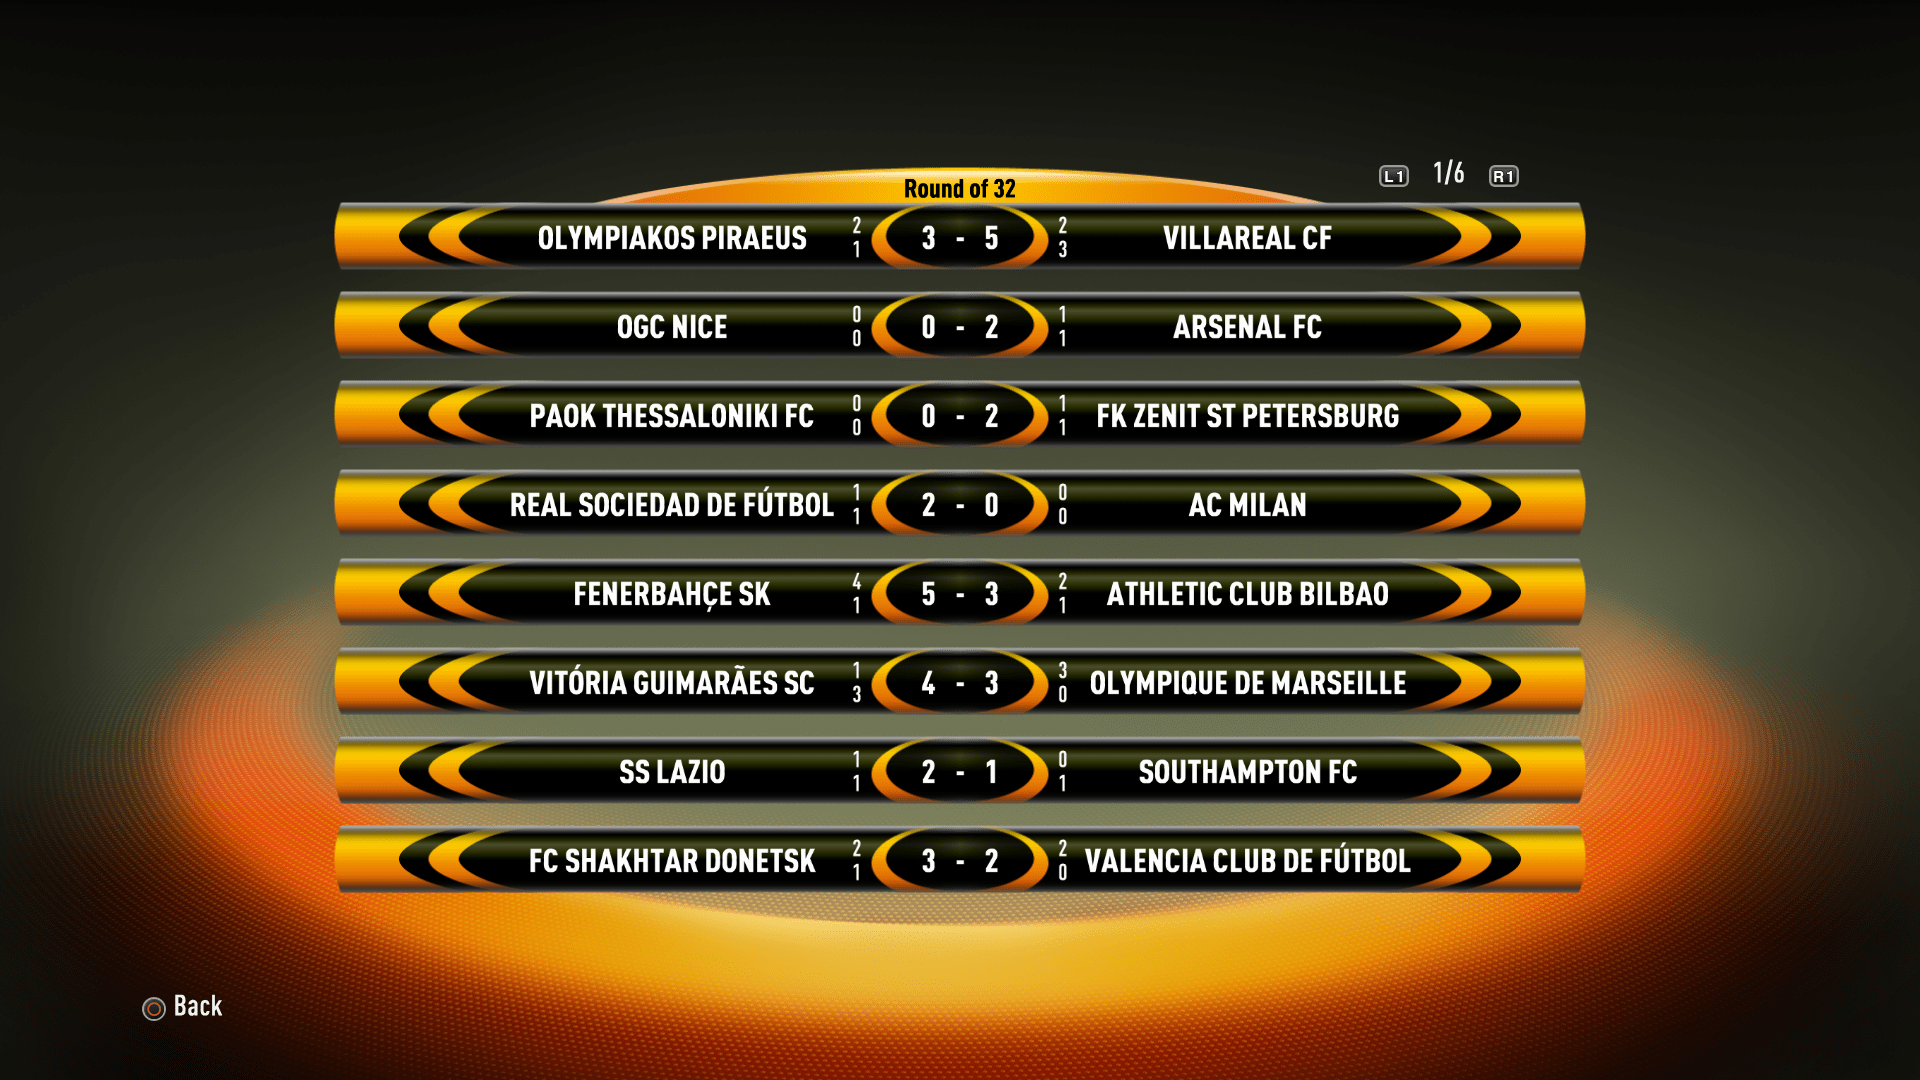 L1 1/6 R1
Round of 32
OLYMPIAKOS PIRAEUS 2 1 3 - 5 2 3 VILLAREAL CF
OGC NICE 0 0 0 - 2 1 1 ARSENAL FC
PAOK THESSALONIKI FC 0 0 0 - 2 1 1 FK ZENIT ST PETERSBURG
REAL SOCIEDAD DE FÚTBOL 1 1 2 - 0 0 0 AC MILAN
FENERBAHÇE SK 4 1 5 - 3 2 1 ATHLETIC CLUB BILBAO
VITÓRIA GUIMARÃES SC 1 3 4 - 3 3 0 OLYMPIQUE DE MARSEILLE
SS LAZIO 1 1 2 - 1 0 1 SOUTHAMPTON FC
FC SHAKHTAR DONETSK 2 1 3 - 2 2 0 VALENCIA CLUB DE FÚTBOL
Back